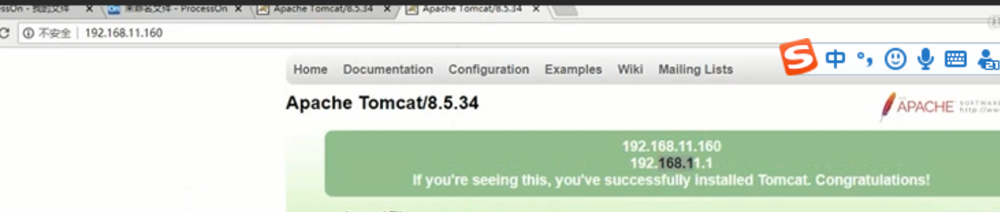 我的文件
未命名文件 - ProcessOn
Apache Tomcat/8.5.34
Apache Tomcat/8.5.34
不安全
192.168.11.160
中
21
Home Documentation Configuration Examples Wiki Mailing Lists
Apache Tomcat/8.5.34
APACHE
192.168.11.160
192.168.11.1
If you're seeing this, you've successfully installed Tomcat. Congratulations!